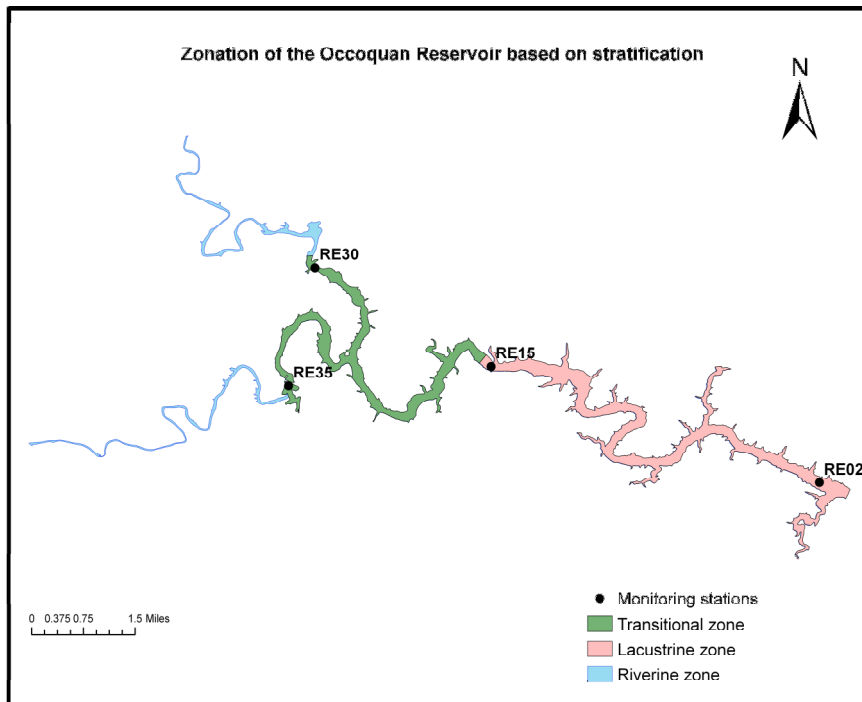 Zonation of the Occoquan Reservoir based on stratification
N
RE30
RE15
RE35
RE02
Monitoring stations
0 0.375 0.75 1.5 Miles
Transitional zone
Lacustrine zone
Riverine zone